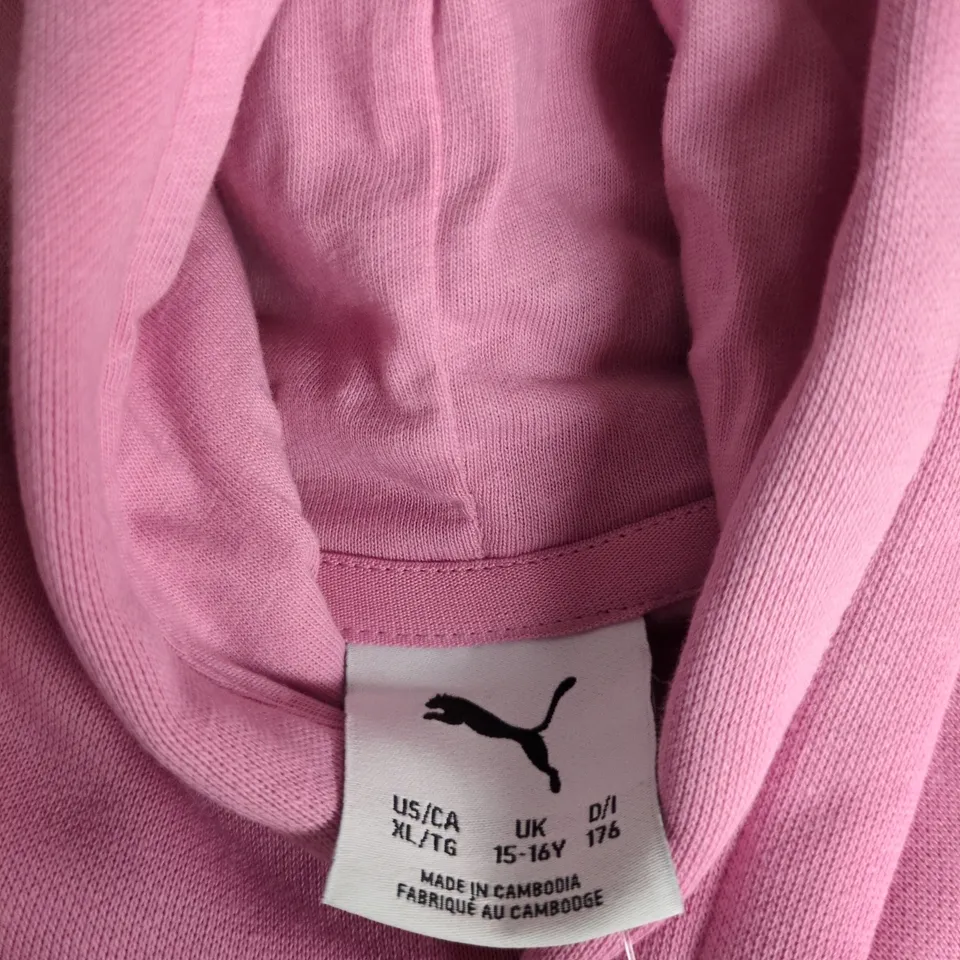 US/CA UK D/I
XL/TG 15-16Y 176
MADE IN CAMBODIA
FABRIQUÉ AU CAMBODGE